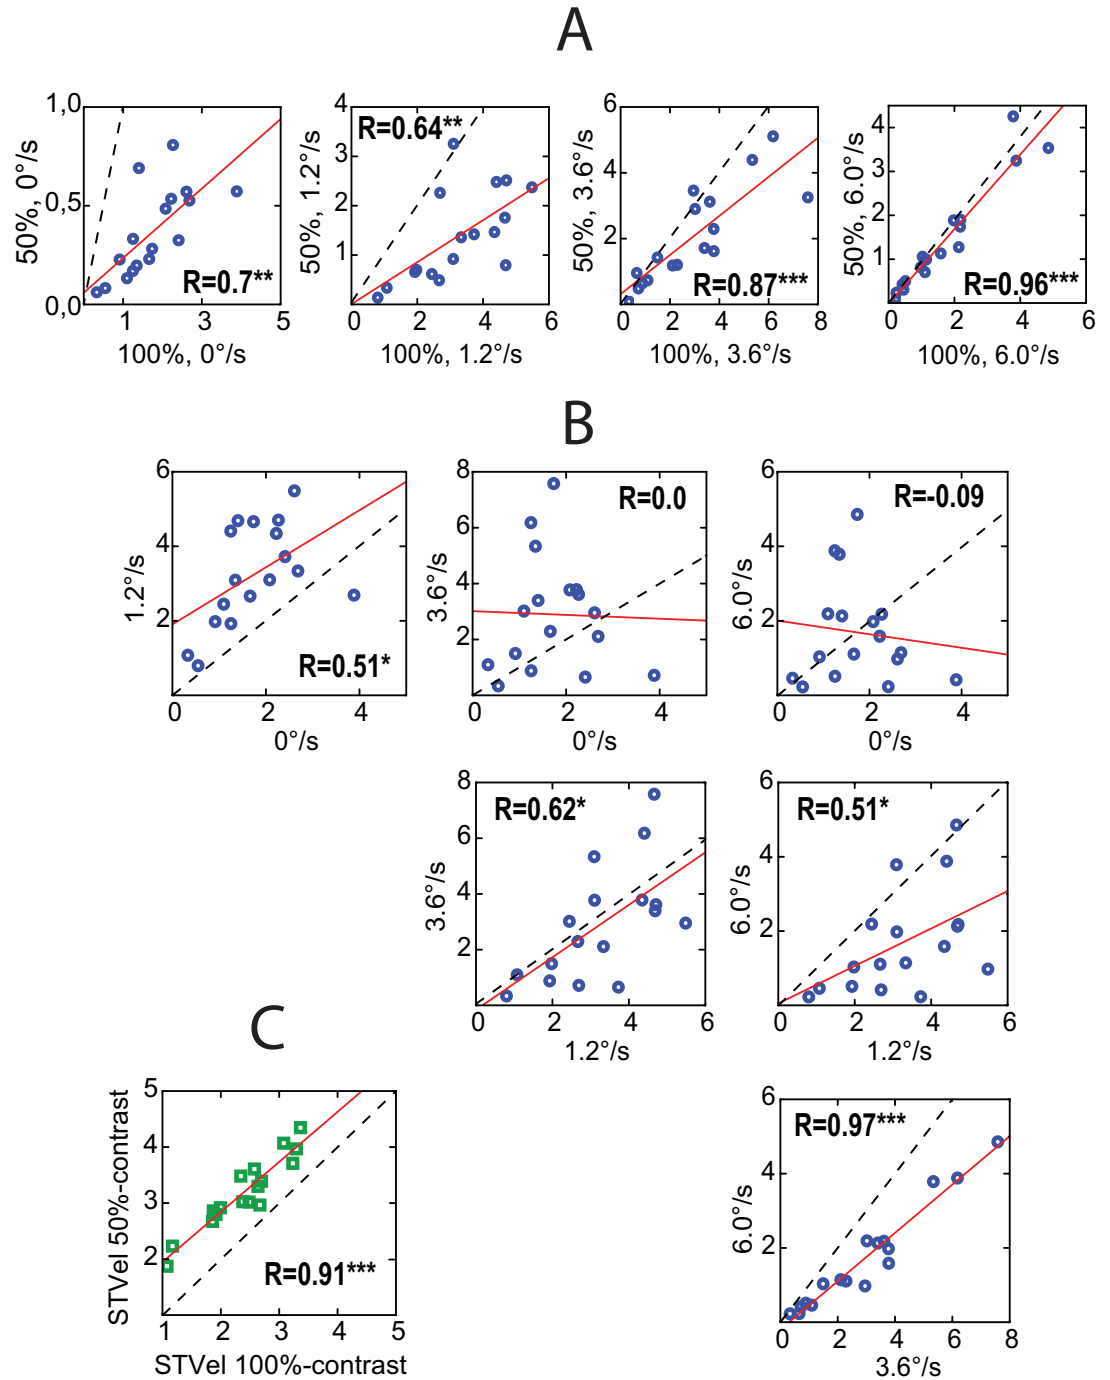 A
1,0
0,5
0,0
1
3
5
50%, 0°/s
100%, 0°/s
R=0.7**
4
3
2
1
0
2
4
6
50%, 1.2°/s
100%, 1.2°/s
R=0.64**
6
4
2
0
0
2
4
6
8
50%, 3.6°/s
100%, 3.6°/s
R=0.87***
4
3
2
1
0
0
2
4
6
50%, 6.0°/s
100%, 6.0°/s
R=0.96***
B
6
4
2
0
2
4
1.2°/s
0°/s
R=0.51*
8
6
4
2
0
2
4
3.6°/s
0°/s
R=0.0
6
4
2
0
2
4
6.0°/s
0°/s
R=-0.09
8
6
4
2
0
2
4
6
3.6°/s
1.2°/s
R=0.62*
6
4
2
0
2
4
6
6.0°/s
1.2°/s
R=0.51*
6
4
2
0
2
4
6
8
6.0°/s
3.6°/s
R=0.97***
C
5
4
3
2
1
2
3
4
5
STVel 50%-contrast
STVel 100%-contrast
R=0.91***